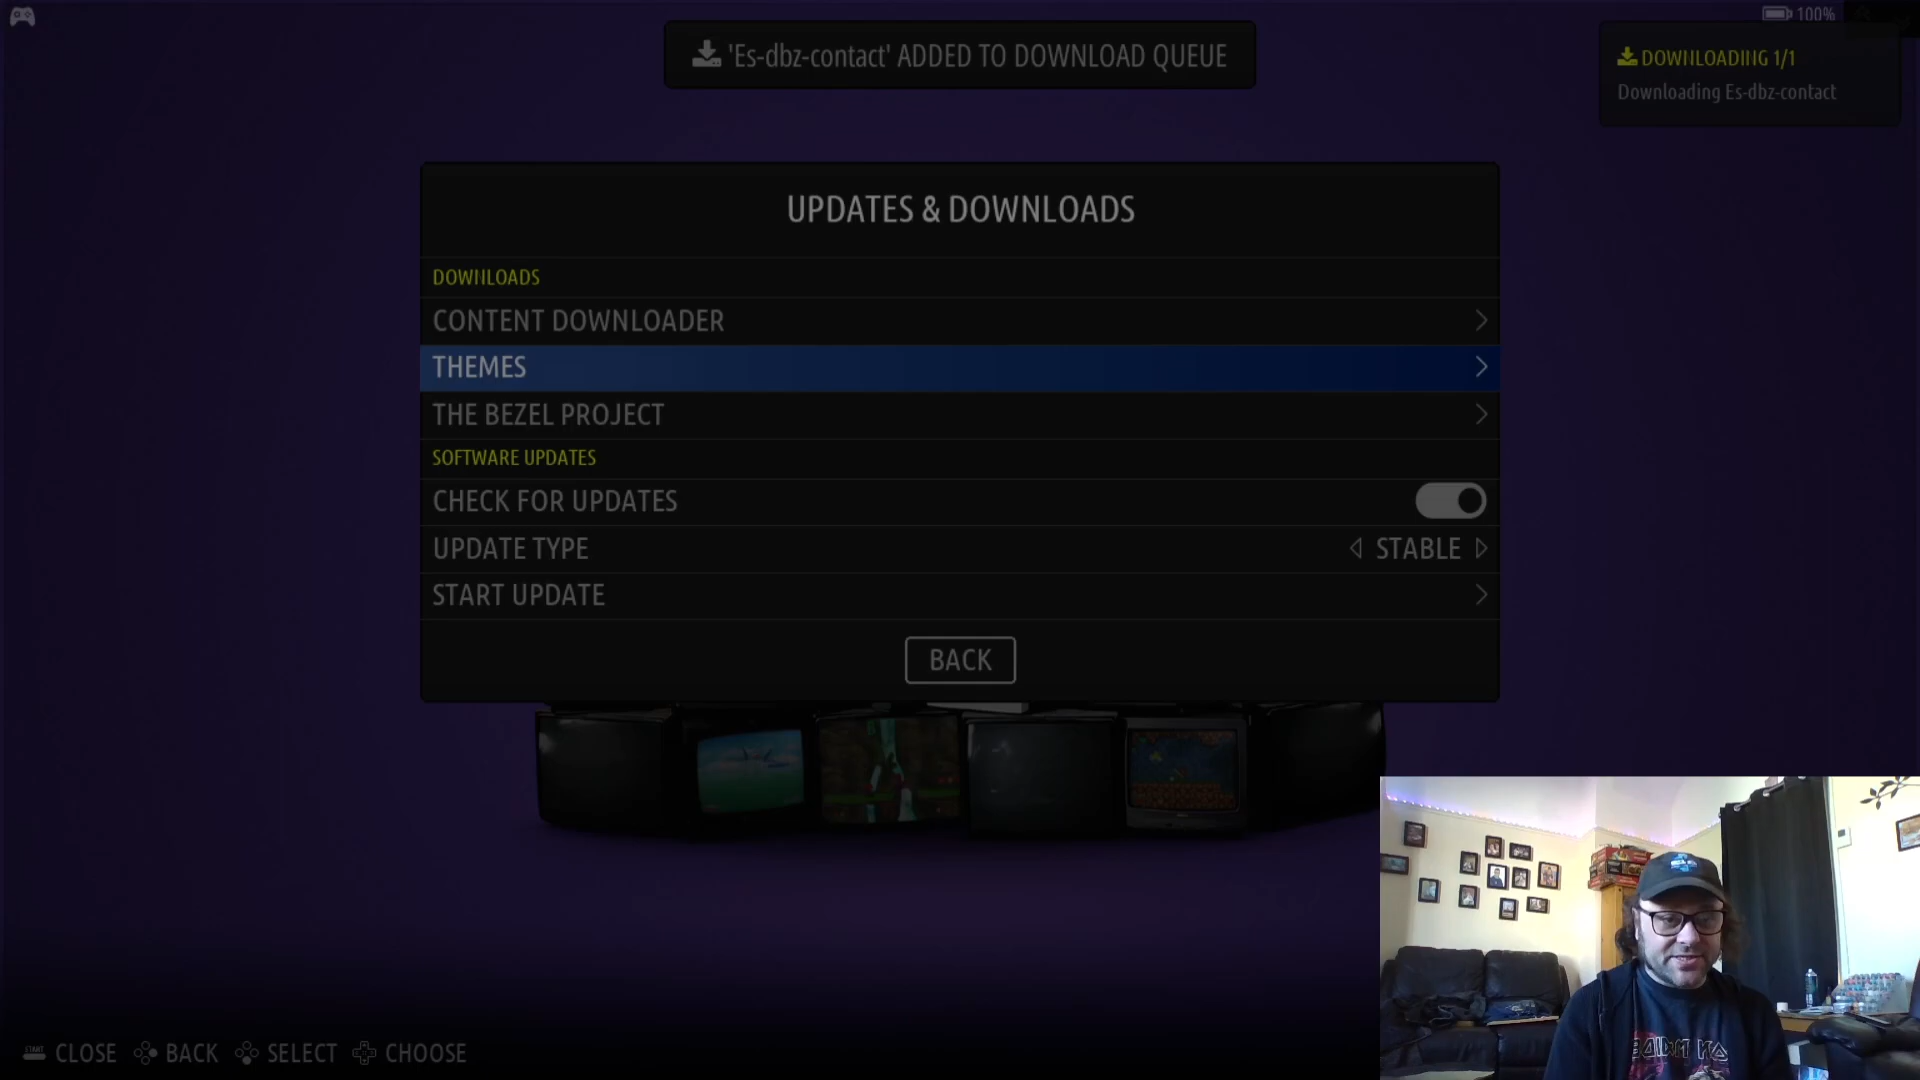 100%
'Es-dbz-contact' ADDED TO DOWNLOAD QUEUE
DOWNLOADING 1/1
Downloading Es-dbz-contact
UPDATES & DOWNLOADS
DOWNLOADS
CONTENT DOWNLOADER
THEMES
THE BEZEL PROJECT
SOFTWARE UPDATES
CHECK FOR UPDATES
UPDATE TYPE STABLE
START UPDATE
BACK
START CLOSE BACK SELECT CHOOSE